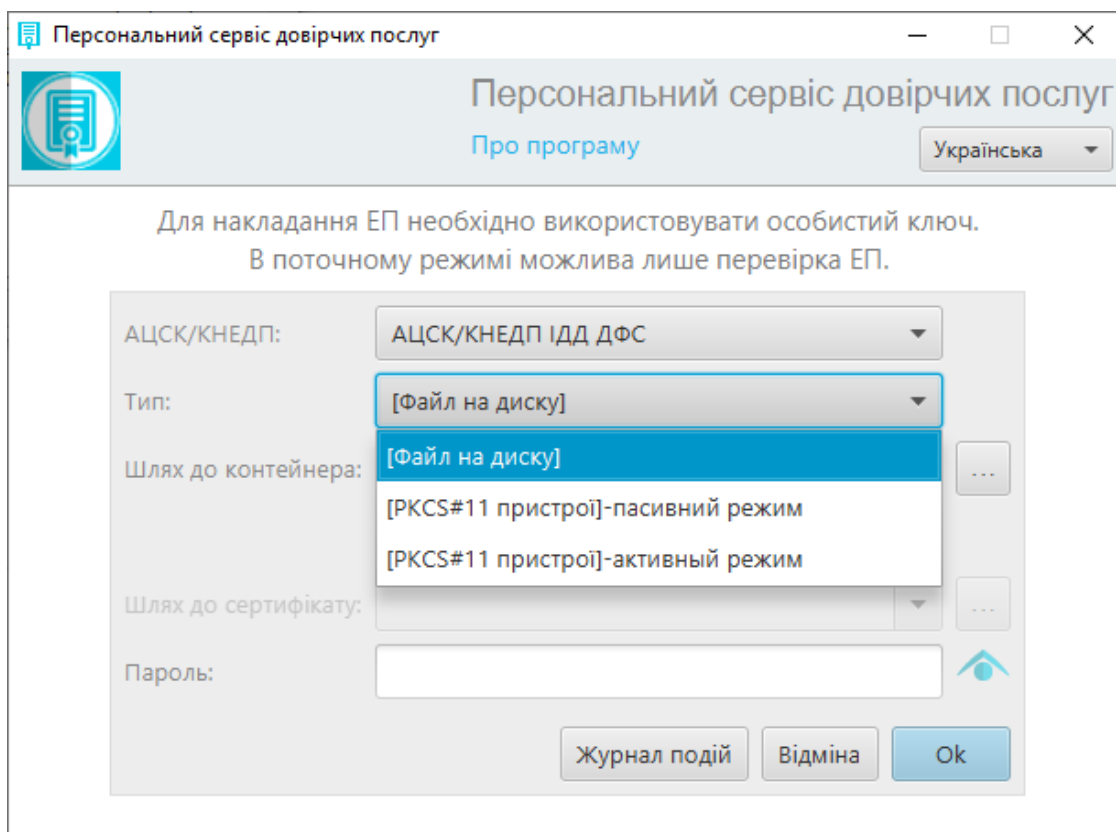 Персональний сервіс довірчих послуг
Персональний сервіс довірчих послуг
Про програму
Українська
Для накладання ЕП необхідно використовувати особистий ключ.
В поточному режимі можлива лише перевірка ЕП.
АЦСК/КНЕДП:
АЦСК/КНЕДП ІДД ДФС
Тип:
[Файл на диску]
[Файл на диску]
Шлях до контейнера:
...
[PKCS#11 пристрої]-пасивний режим
[PKCS#11 пристрої]-активный режим
Шлях до сертифікату:
...
Пароль:
Журнал подій
Відміна
Ok